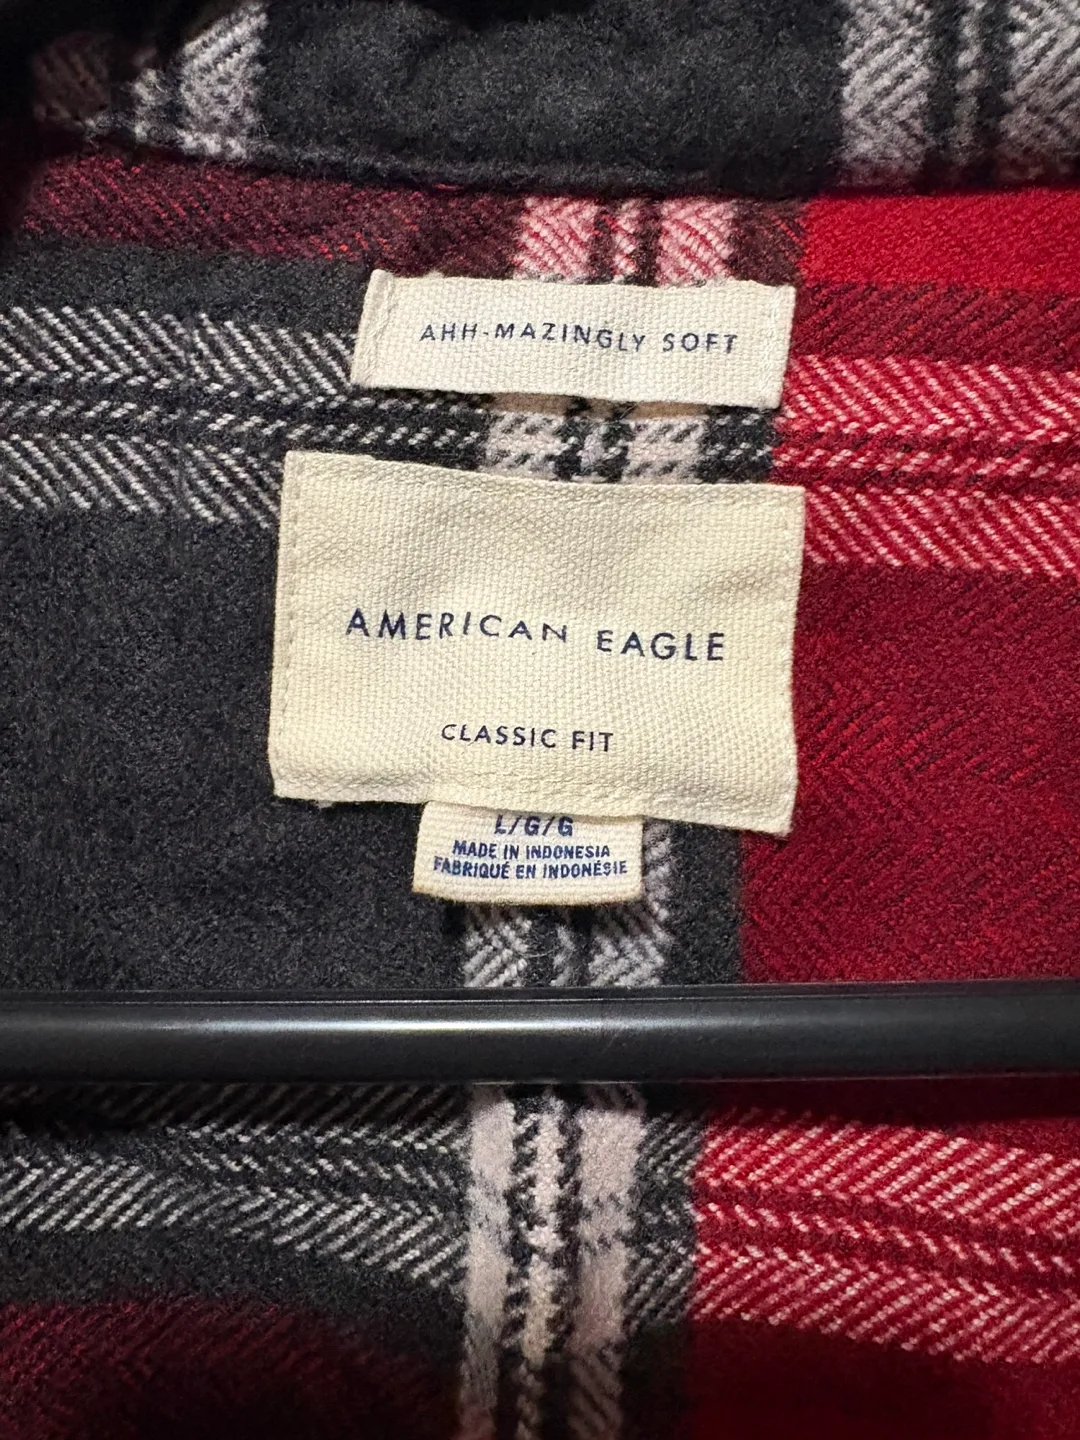 AHH-MAZINGLY SOFT
AMERICAN EAGLE
CLASSIC FIT
L/G/G
MADE IN INDONESIA
FABRIQUÉ EN INDONÉSIE